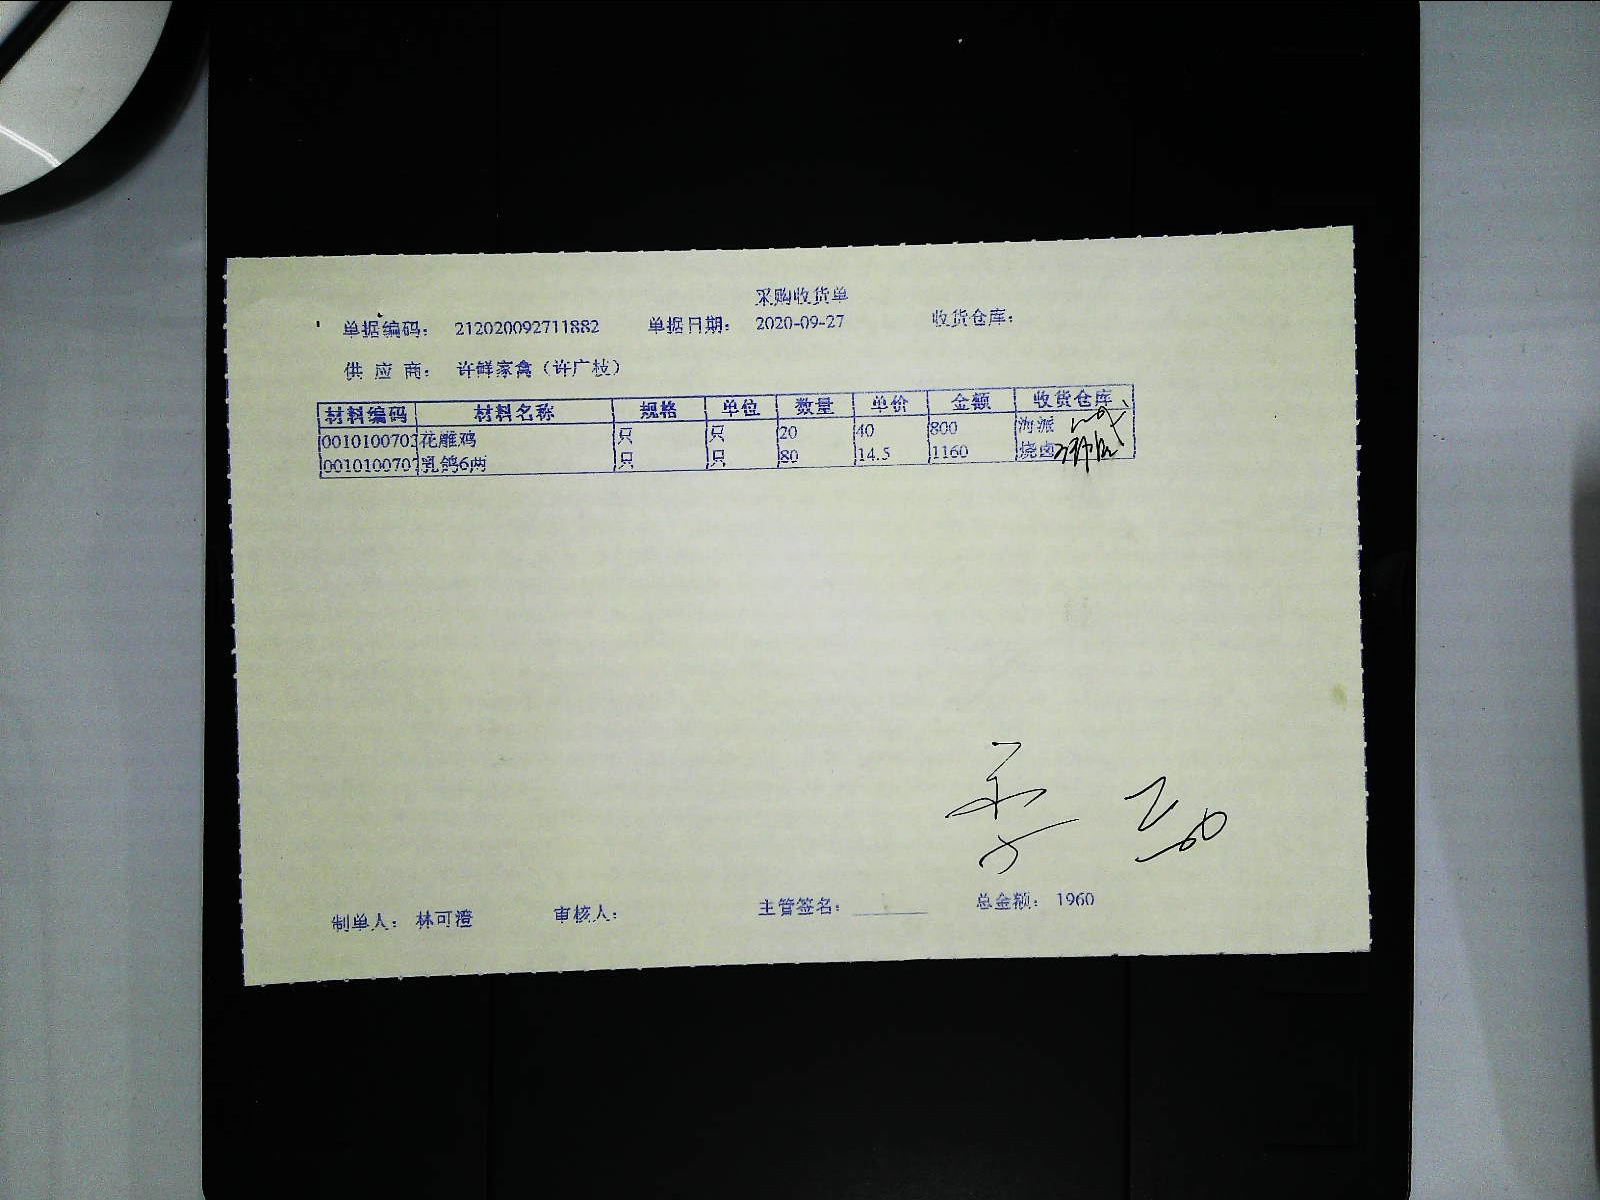 采购收货单
单据编码： 212020092711882 单据日期： 2020-09-27 收货仓库：
供应商： 许鲜家禽（许广枝）
材料编码 材料名称 规格 单位 数量 单价 金额 收货仓库
0010100703 花雕鸡 只 只 20 40 800 海派
0010100707 乳鸽6两 只 只 80 14.5 1160 烧卤
制单人： 林可澄 审核人： 主管签名： 总金额： 1960